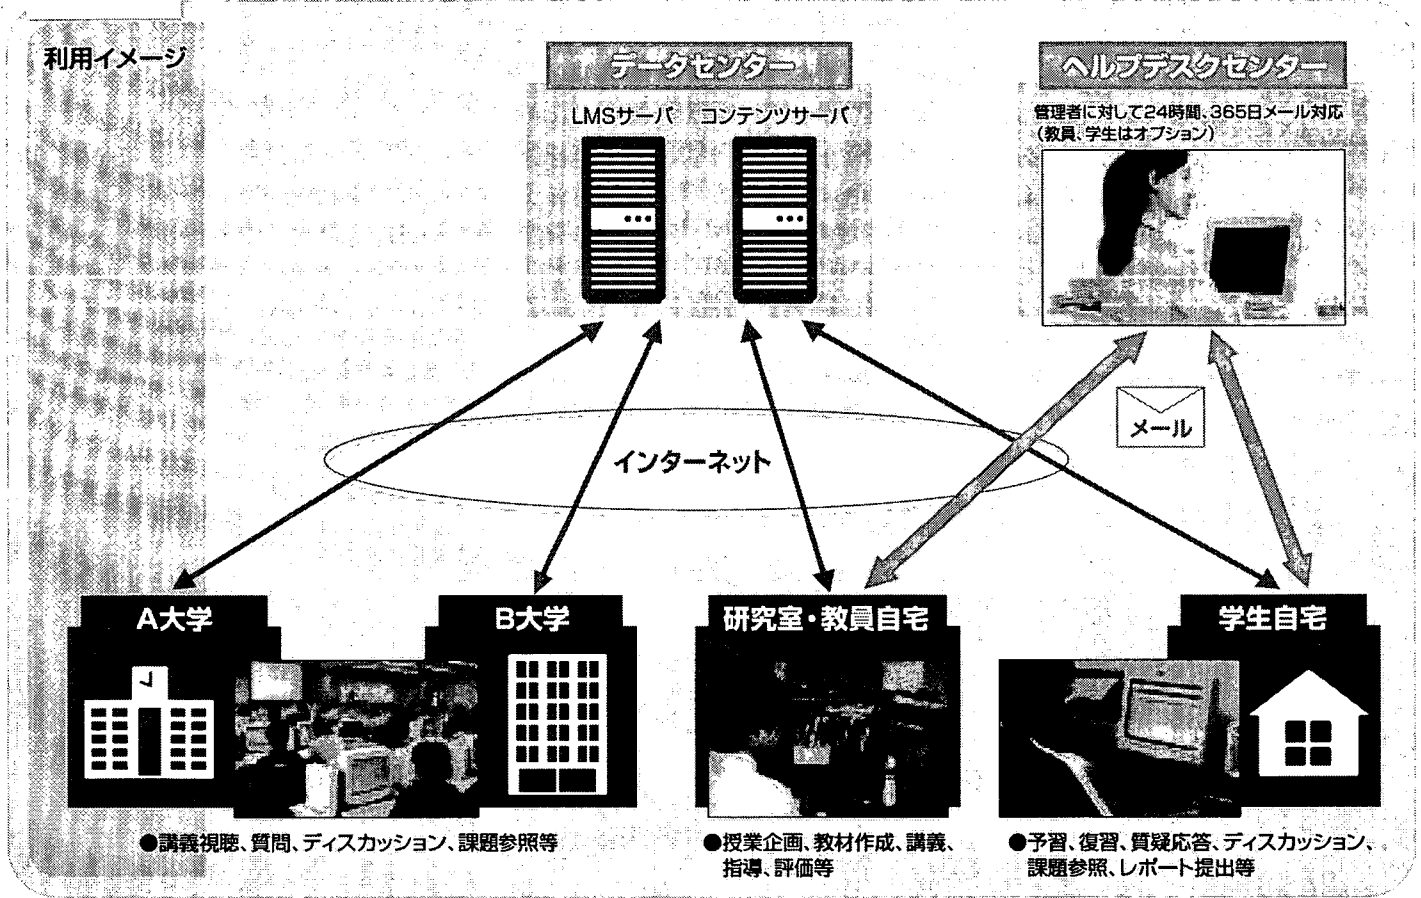 利用イメージ
データセンター
LMSサーバ
コンテンツサーバ
ヘルプデスクセンター
管理者に対して24時間、365日メール対応
(教員、学生はオプション)
メール
インターネット
A大学
B大学
研究室・教員自宅
学生自宅
●講義視聴、質問、ディスカッション、課題参照等
●授業企画、教材作成、講義、
指導、評価等
●予習、復習、質疑応答、ディスカッション、
課題参照、レポート提出等